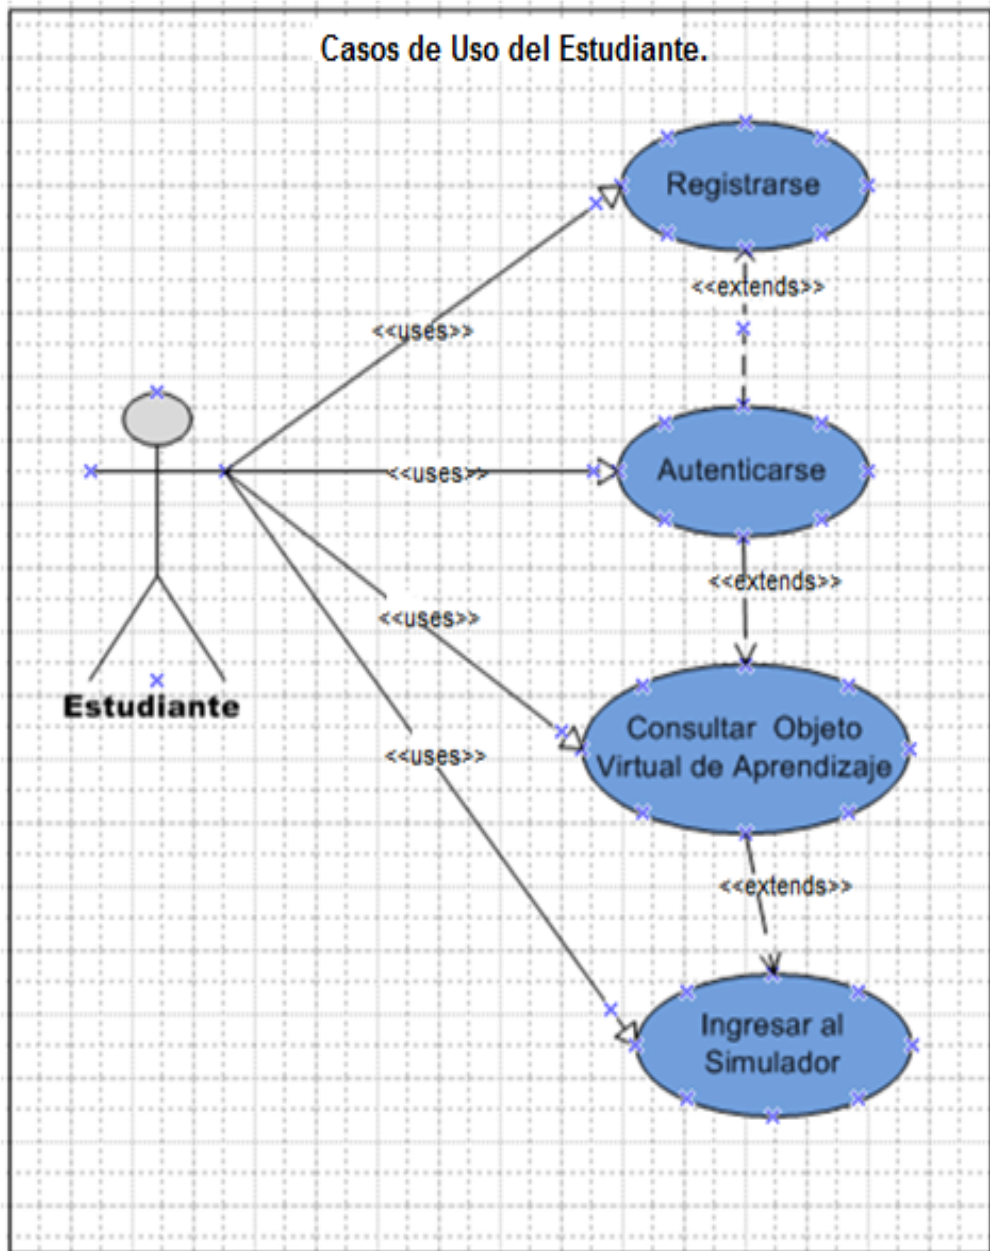 Casos de Uso del Estudiante.
Registrarse
<<extends>>
<<uses>>
Autenticarse
<<uses>>
<<extends>>
<<uses>>
Estudiante
Consultar Objeto
Virtual de Aprendizaje
<<uses>>
<<extends>>
Ingresar al
Simulador